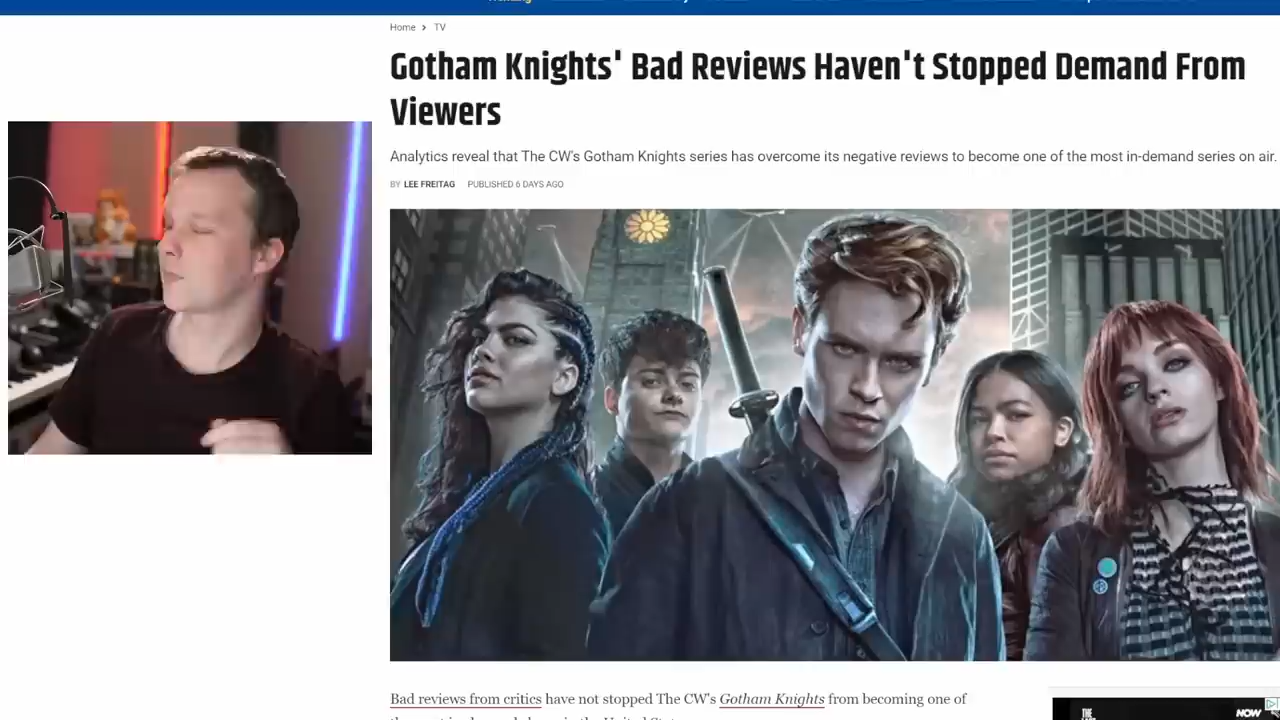 Home > TV
Gotham Knights' Bad Reviews Haven't Stopped Demand From
Viewers
Analytics reveal that The CW's Gotham Knights series has overcome its negative reviews to become one of the most in-demand series on air.
BY LEE FREITAG PUBLISHED 6 DAYS AGO
Bad reviews from critics have not stopped The CW's Gotham Knights from becoming one of
THE
NOW